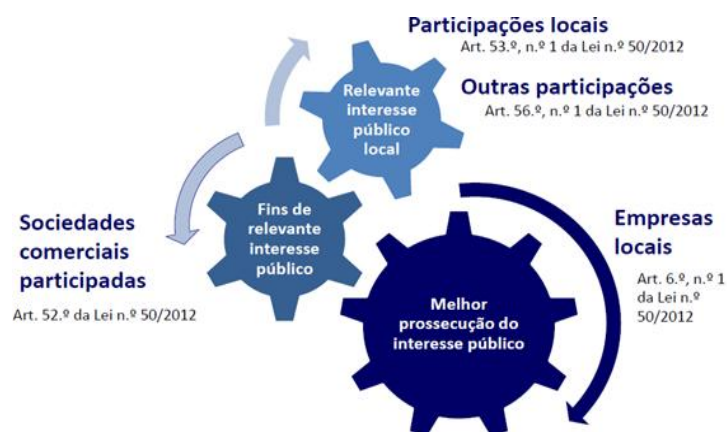 Participações locais
Art. 53.º, n.º 1 da Lei n.º 50/2012
Relevante
interesse
público
local
Outras participações
Art. 56.º, n.º 1 da Lei n.º 50/2012
Sociedades
comerciais
participadas
Art. 52.º da Lei n.º 50/2012
Fins de
relevante
interesse
público
Melhor
prossecução do
interesse público
Empresas
locais
Art. 6.º, n.º 1
da Lei n.º
50/2012